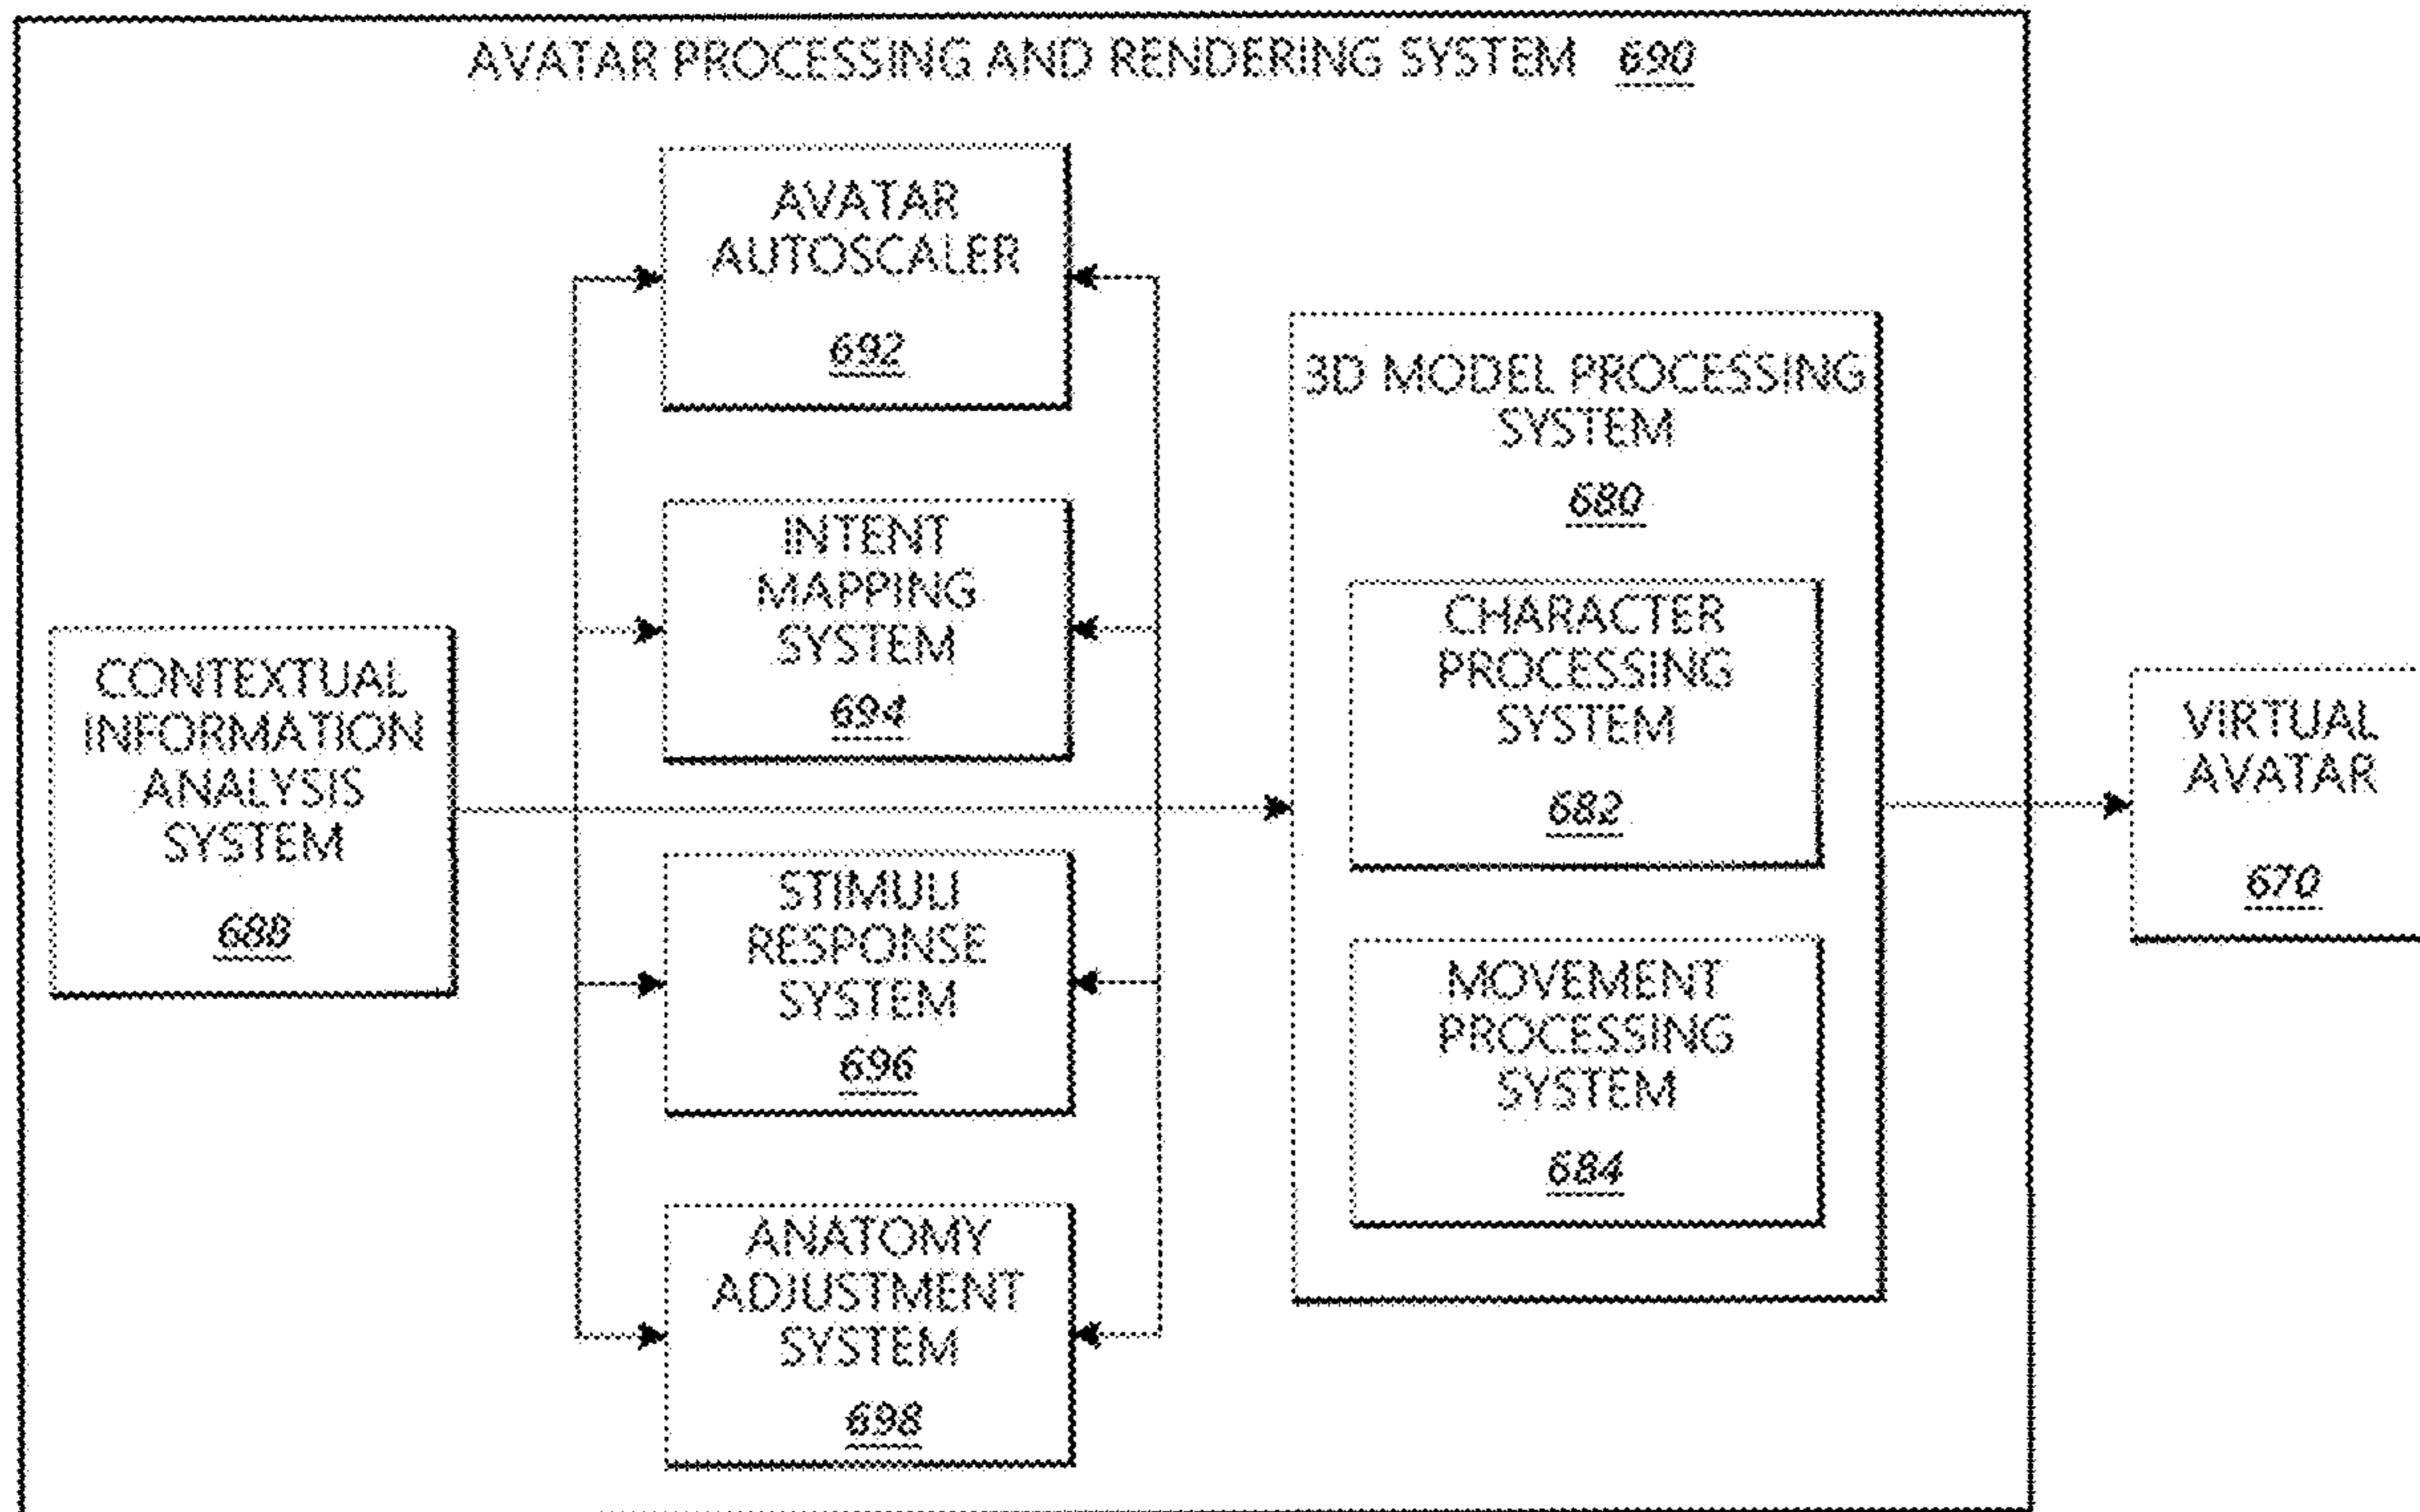 AVATAR PROCESSING AND RENDERING SYSTEM 690
AVATAR
AUTOSCALER
692
INTENT
MAPPING
SYSTEM
694
CONTEXTUAL
INFORMATION
ANALYSIS
SYSTEM
688
STIMULI
RESPONSE
SYSTEM
696
ANATOMY
ADJUSTMENT
SYSTEM
698
3D MODEL PROCESSING
SYSTEM
680
CHARACTER
PROCESSING
SYSTEM
682
MOVEMENT
PROCESSING
SYSTEM
684
VIRTUAL
AVATAR
670